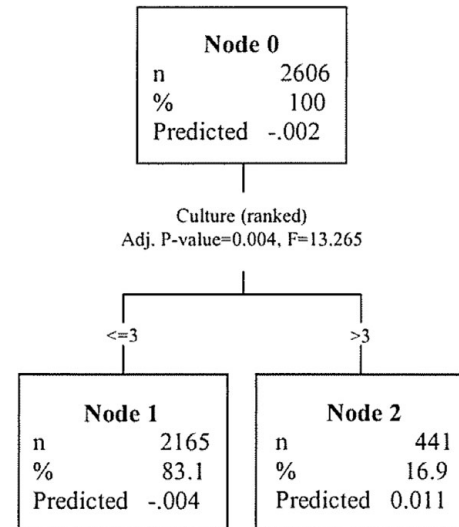 Node 0
n 2606
% 100
Predicted -.002
Culture (ranked)
Adj. P-value=0.004, F=13.265
<=3
>3
Node 1
n 2165
% 83.1
Predicted -.004
Node 2
n 441
% 16.9
Predicted 0.011